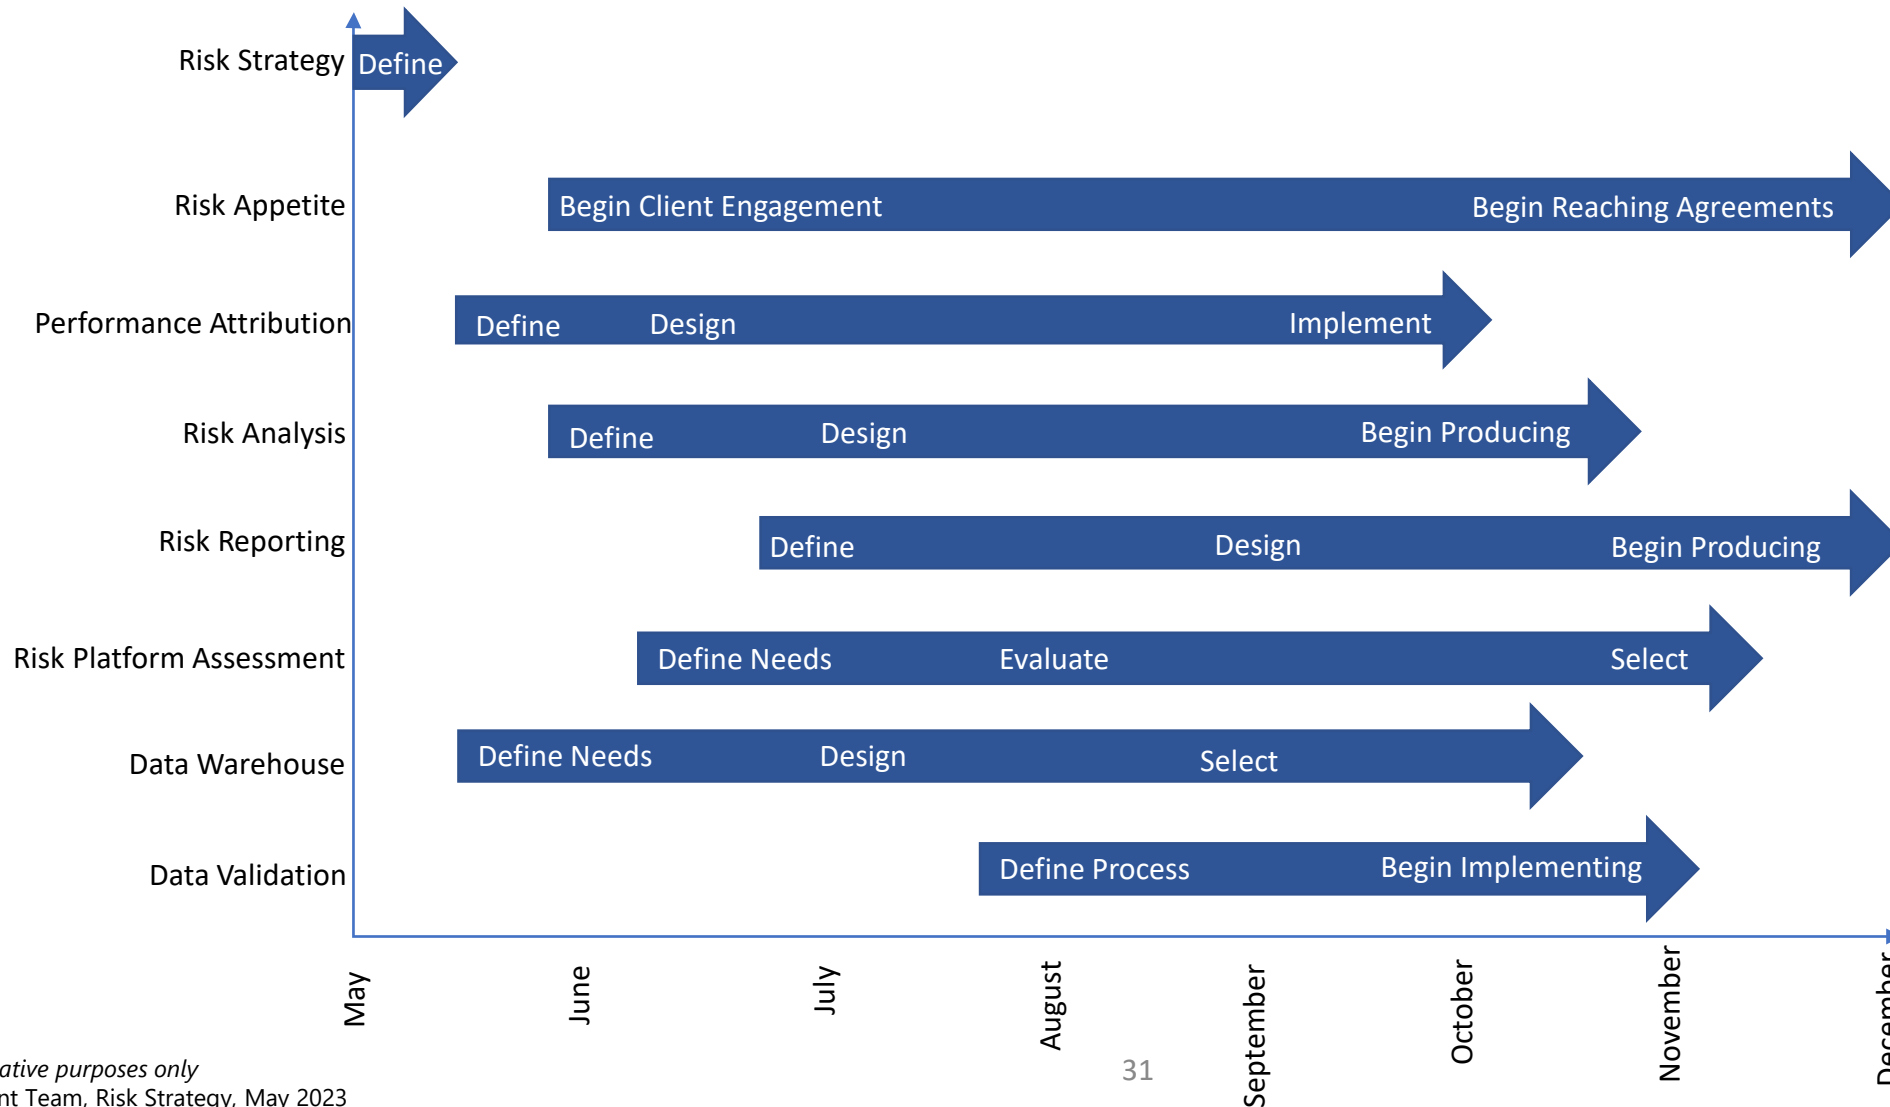 Risk Strategy Define
Risk Appetite Begin Client Engagement Begin Reaching Agreements
Performance Attribution Define Design Implement
Risk Analysis Define Design Begin Producing
Risk Reporting Define Design Begin Producing
Risk Platform Assessment Define Needs Evaluate Select
Data Warehouse Define Needs Design Select
Data Validation Define Process Begin Implementing
May June July August September October November December
purposes only
31
Team, Risk Strategy, May 2023